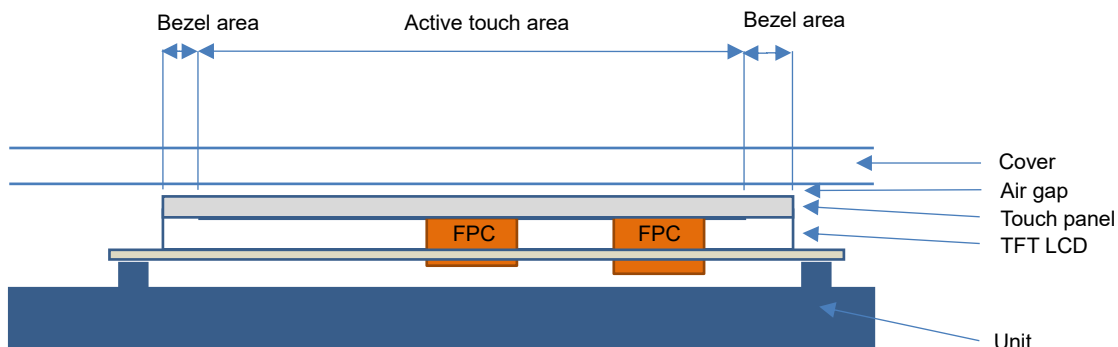 Bezel area
Active touch area
Bezel area
Cover
Air gap
Touch panel
TFT LCD
FPC
FPC
Unit